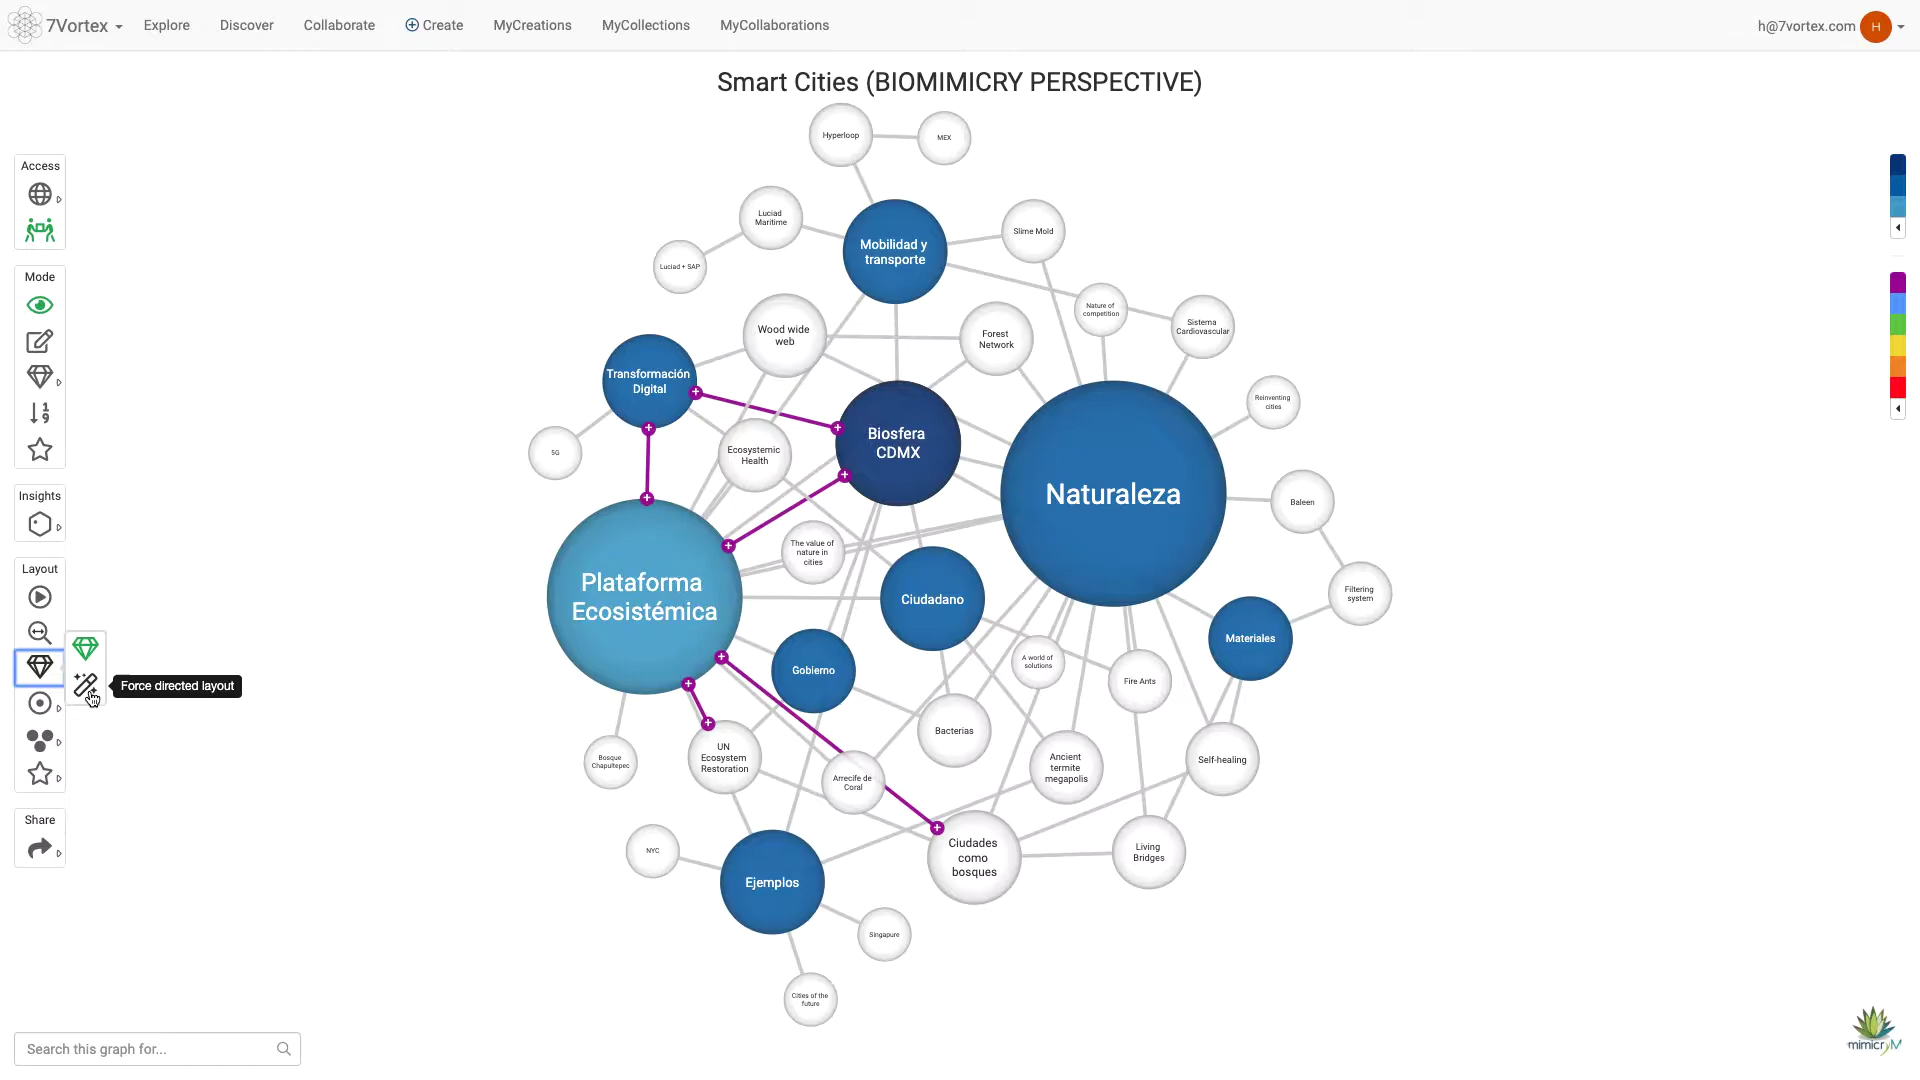 7Vortex
Explore
Discover
Collaborate
Create
MyCreations
MyCollections
MyCollaborations
h@7vortex.com
H
Smart Cities (BIOMIMICRY PERSPECTIVE)
Hyperloop
MEX
Access
Luciad
Maritime
Slime Mold
Mobilidad y
transporte
Luciad + SAP
Mode
Nature of
competition
Sistema
Cardiovascular
Wood wide
web
Forest
Network
Transformación
Digital
Reinventing
cities
Biosfera
CDMX
5G
Ecosystemic
Health
Naturaleza
Insights
Baleen
The value of
nature in
cities
Layout
Plataforma
Ecosistémica
Ciudadano
Filtering
system
Materiales
A world of
solutions
Gobierno
Fire Ants
Force directed layout
Bacterias
UN
Ecosystem
Restoration
Bosque
Chapultepec
Ancient
termite
megapolis
Self-healing
Arrecife de
Coral
Share
NYC
Ciudades
como
bosques
Living
Bridges
Ejemplos
Singapure
Cities of the
future
Search this graph for...
mimicryM